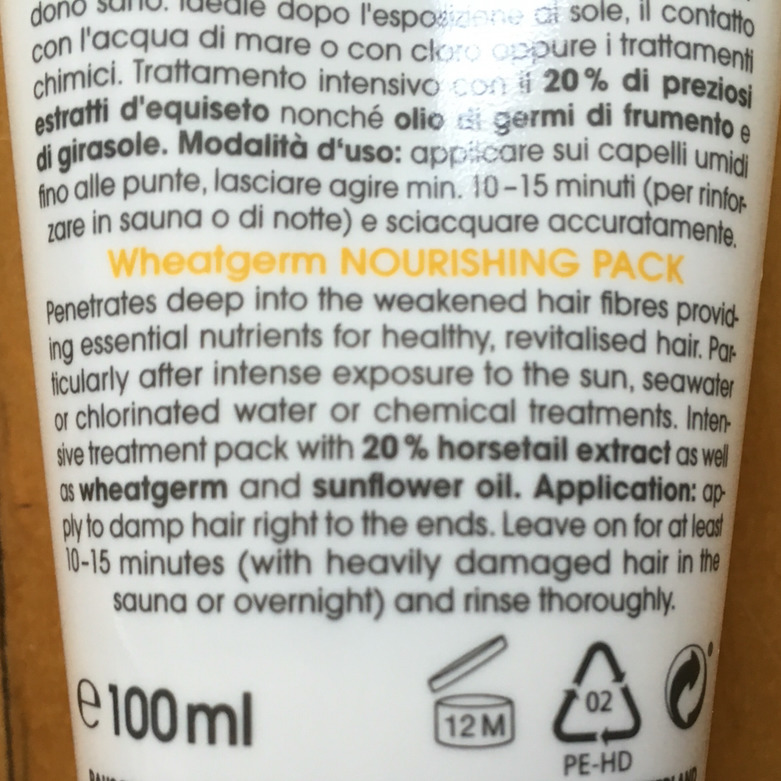 dono sano. Ideale dopo l'esposizione al sole, il contatto
con l'acqua di mare o con cloro oppure i trattamenti
chimici. Trattamento intensivo con il 20% di preziosi
estratti d'equiseto nonché olio di germi di frumento e
di girasole. Modalità d'uso: applicare sui capelli umidi
fino alle punte, lasciare agire min. 10–15 minuti (per rinfor-
zare in sauna o di notte) e sciacquare accuratamente.
Wheatgerm NOURISHING PACK
Penetrates deep into the weakened hair fibres provid-
ing essential nutrients for healthy, revitalised hair. Par-
ticularly after intense exposure to the sun, seawater
or chlorinated water or chemical treatments. Inten-
sive treatment pack with 20% horsetail extract as well
as wheatgerm and sunflower oil. Application: ap-
ply to damp hair right to the ends. Leave on for at least
10-15 minutes (with heavily damaged hair in the
sauna or overnight) and rinse thoroughly.
e 100 ml
12 M
02
PE-HD